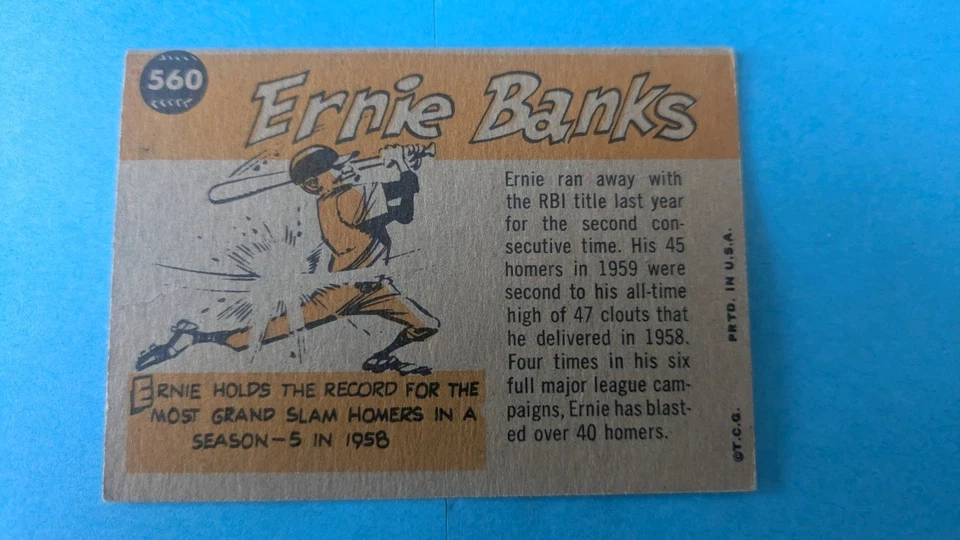 560
Ernie Banks
Ernie ran away with
the RBI title last year
for the second con-
secutive time. His 45
homers in 1959 were
second to his all-time
high of 47 clouts that
he delivered in 1958.
Four times in his six
full major league cam-
paigns, Ernie has blast-
ed over 40 homers.
ERNIE HOLDS THE RECORD FOR THE
MOST GRAND SLAM HOMERS IN A
SEASON-5 IN 1958
©T.C.G. PRTD. IN U.S.A.